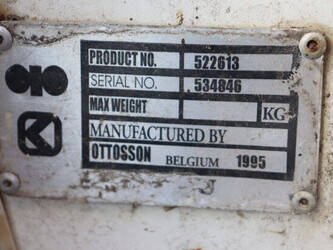 PRODUCT NO. 522613
SERIAL NO. 534846
MAX WEIGHT KG
MANUFACTURED BY
OTTOSSON BELGIUM 1995